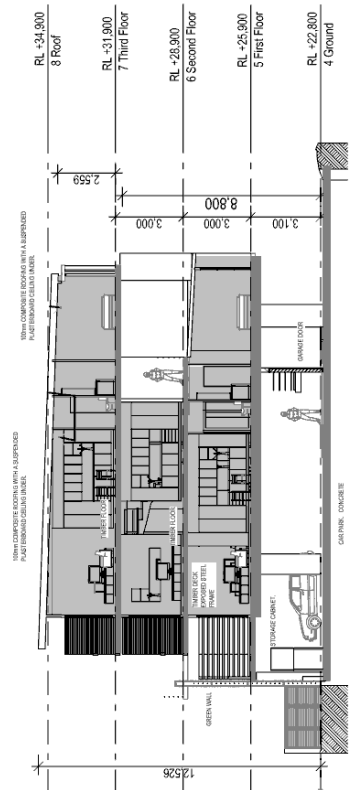 RL +34,900
8 Roof
RL +31,900
7 Third Floor
RL +28,900
6 Second Floor
RL +25,900
5 First Floor
RL +22,800
4 Ground
2,559
8,800
3,000
3,000
3,100
100mm COMPOSITE ROOFING WITH A SUSPENDED
PLASTERBOARD CEILING UNDER.
100mm COMPOSITE ROOFING WITH A SUSPENDED
PLASTERBOARD CEILING UNDER.
TIMBER FLOOR
TIMBER FLOOR
TIMBER DECK
EXPOSED STEEL
FRAME
GARAGE DOOR
STORAGE CABINET.
GREEN WALL
CAR PARK. CONCRETE
12,526